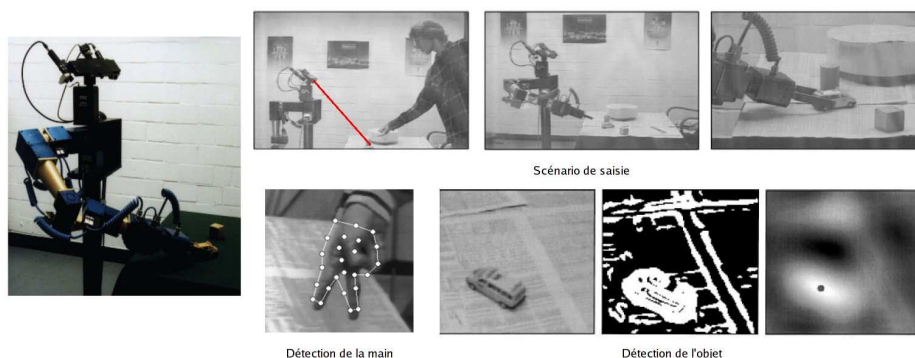 Scénario de saisie
Détection de la main
Détection de l'objet